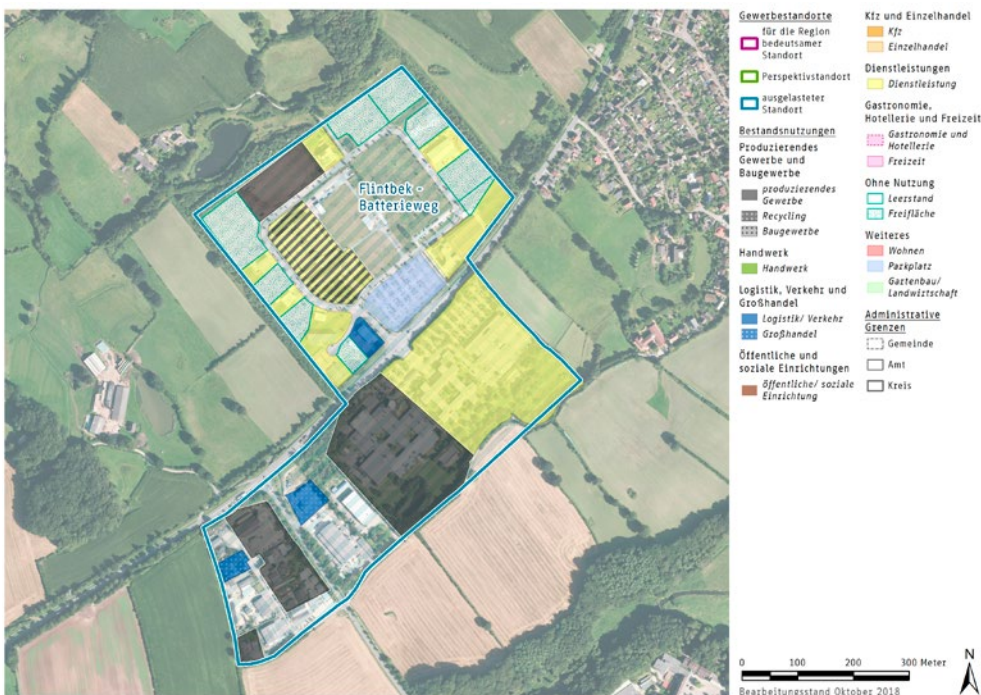 Flintbek -
Batterieweg
Gewerbestandorte
für die Region
bedeutsamer
Standort
Perspektivstandort
ausgelasteter
Standort
Bestandsnutzungen
Produzierendes
Gewerbe und
Baugewerbe
produzierendes
Gewerbe
Recycling
Baugewerbe
Handwerk
Handwerk
Logistik, Verkehr und
Großhandel
Logistik/ Verkehr
Großhandel
Öffentliche und
soziale Einrichtungen
öffentliche/ soziale
Einrichtung
Kfz und Einzelhandel
Kfz
Einzelhandel
Dienstleistungen
Dienstleistung
Gastronomie,
Hotellerie und Freizeit
Gastronomie und
Hotellerie
Freizeit
Ohne Nutzung
Leerstand
Freifläche
Weiteres
Wohnen
Parkplatz
Gartenbau/
Landwirtschaft
Administrative
Grenzen
Gemeinde
Amt
Kreis
0 100 200 300 Meter
N
Bearbeitungsstand Oktober 2018